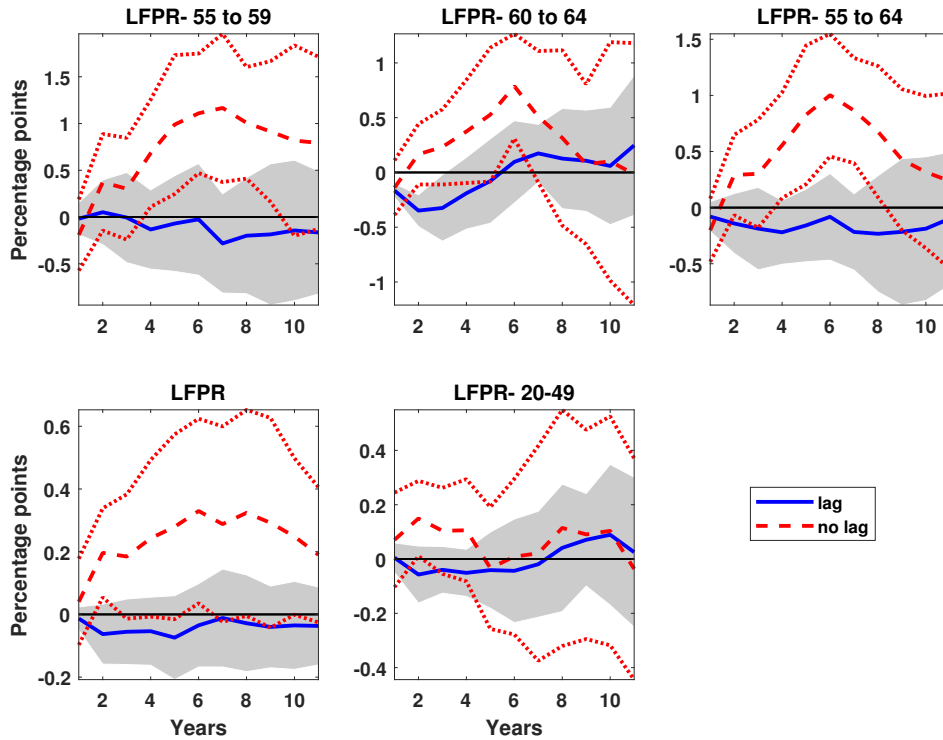 LFPR- 55 to 59
LFPR- 60 to 64
LFPR- 55 to 64
Percentage points
1.5
1
0.5
0
-0.5
2 4 6 8 10
1
0.5
0
-0.5
-1
2 4 6 8 10
1.5
1
0.5
0
-0.5
2 4 6 8 10
LFPR
LFPR- 20-49
Percentage points
0.6
0.4
0.2
0
-0.2
2 4 6 8 10
Years
0.4
0.2
0
-0.2
-0.4
2 4 6 8 10
Years
lag
no lag